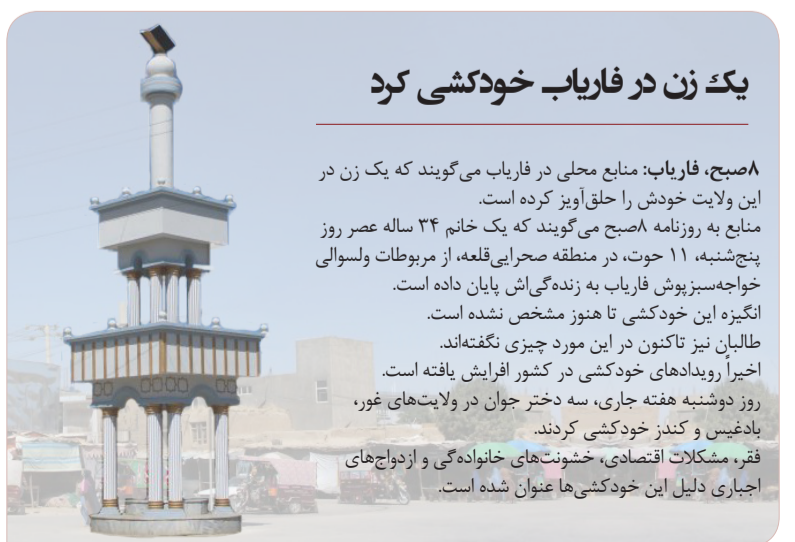 یک زن در فاریاب خودکشی کرد
۸صبح، فاریاب: منابع محلی در فاریاب می‌گویند که یک زن در
این ولایت خودش را حلق‌آویز کرده است.
منابع به روزنامه ۸صبح می‌گویند که یک خانم ۳۴ ساله عصر روز
پنج‌شنبه، ۱۱ حوت، در منطقه صحرایی‌قلعه، از مربوطات ولسوالی
خواجه‌سبزپوش فاریاب به زنده‌گی‌اش پایان داده است.
انگیزه این خودکشی تا هنوز مشخص نشده است.
طالبان نیز تاکنون در این مورد چیزی نگفته‌اند.
اخیراً رویدادهای خودکشی در کشور افرایش یافته است.
روز دوشنبه هفته جاری، سه دختر جوان در ولایت‌های غور،
بادغیس و کندز خودکشی کردند.
فقر، مشکلات اقتصادی، خشونت‌های خانواده‌گی و ازدواج‌های
اجباری دلیل این خودکشی‌ها عنوان شده است.